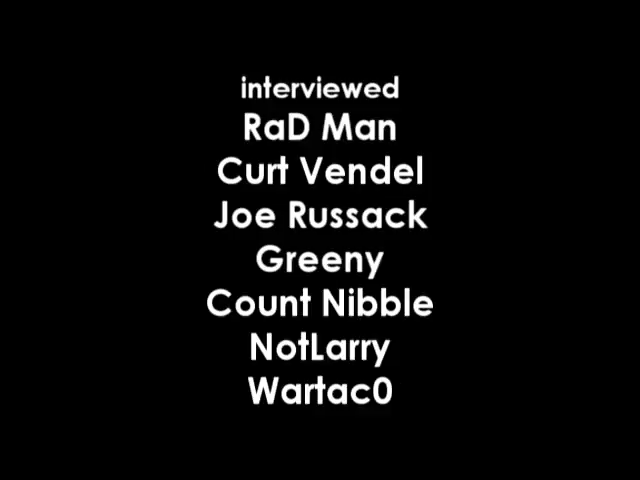 interviewed
RaD Man
Curt Vendel
Joe Russack
Greeny
Count Nibble
NotLarry
Wartac0